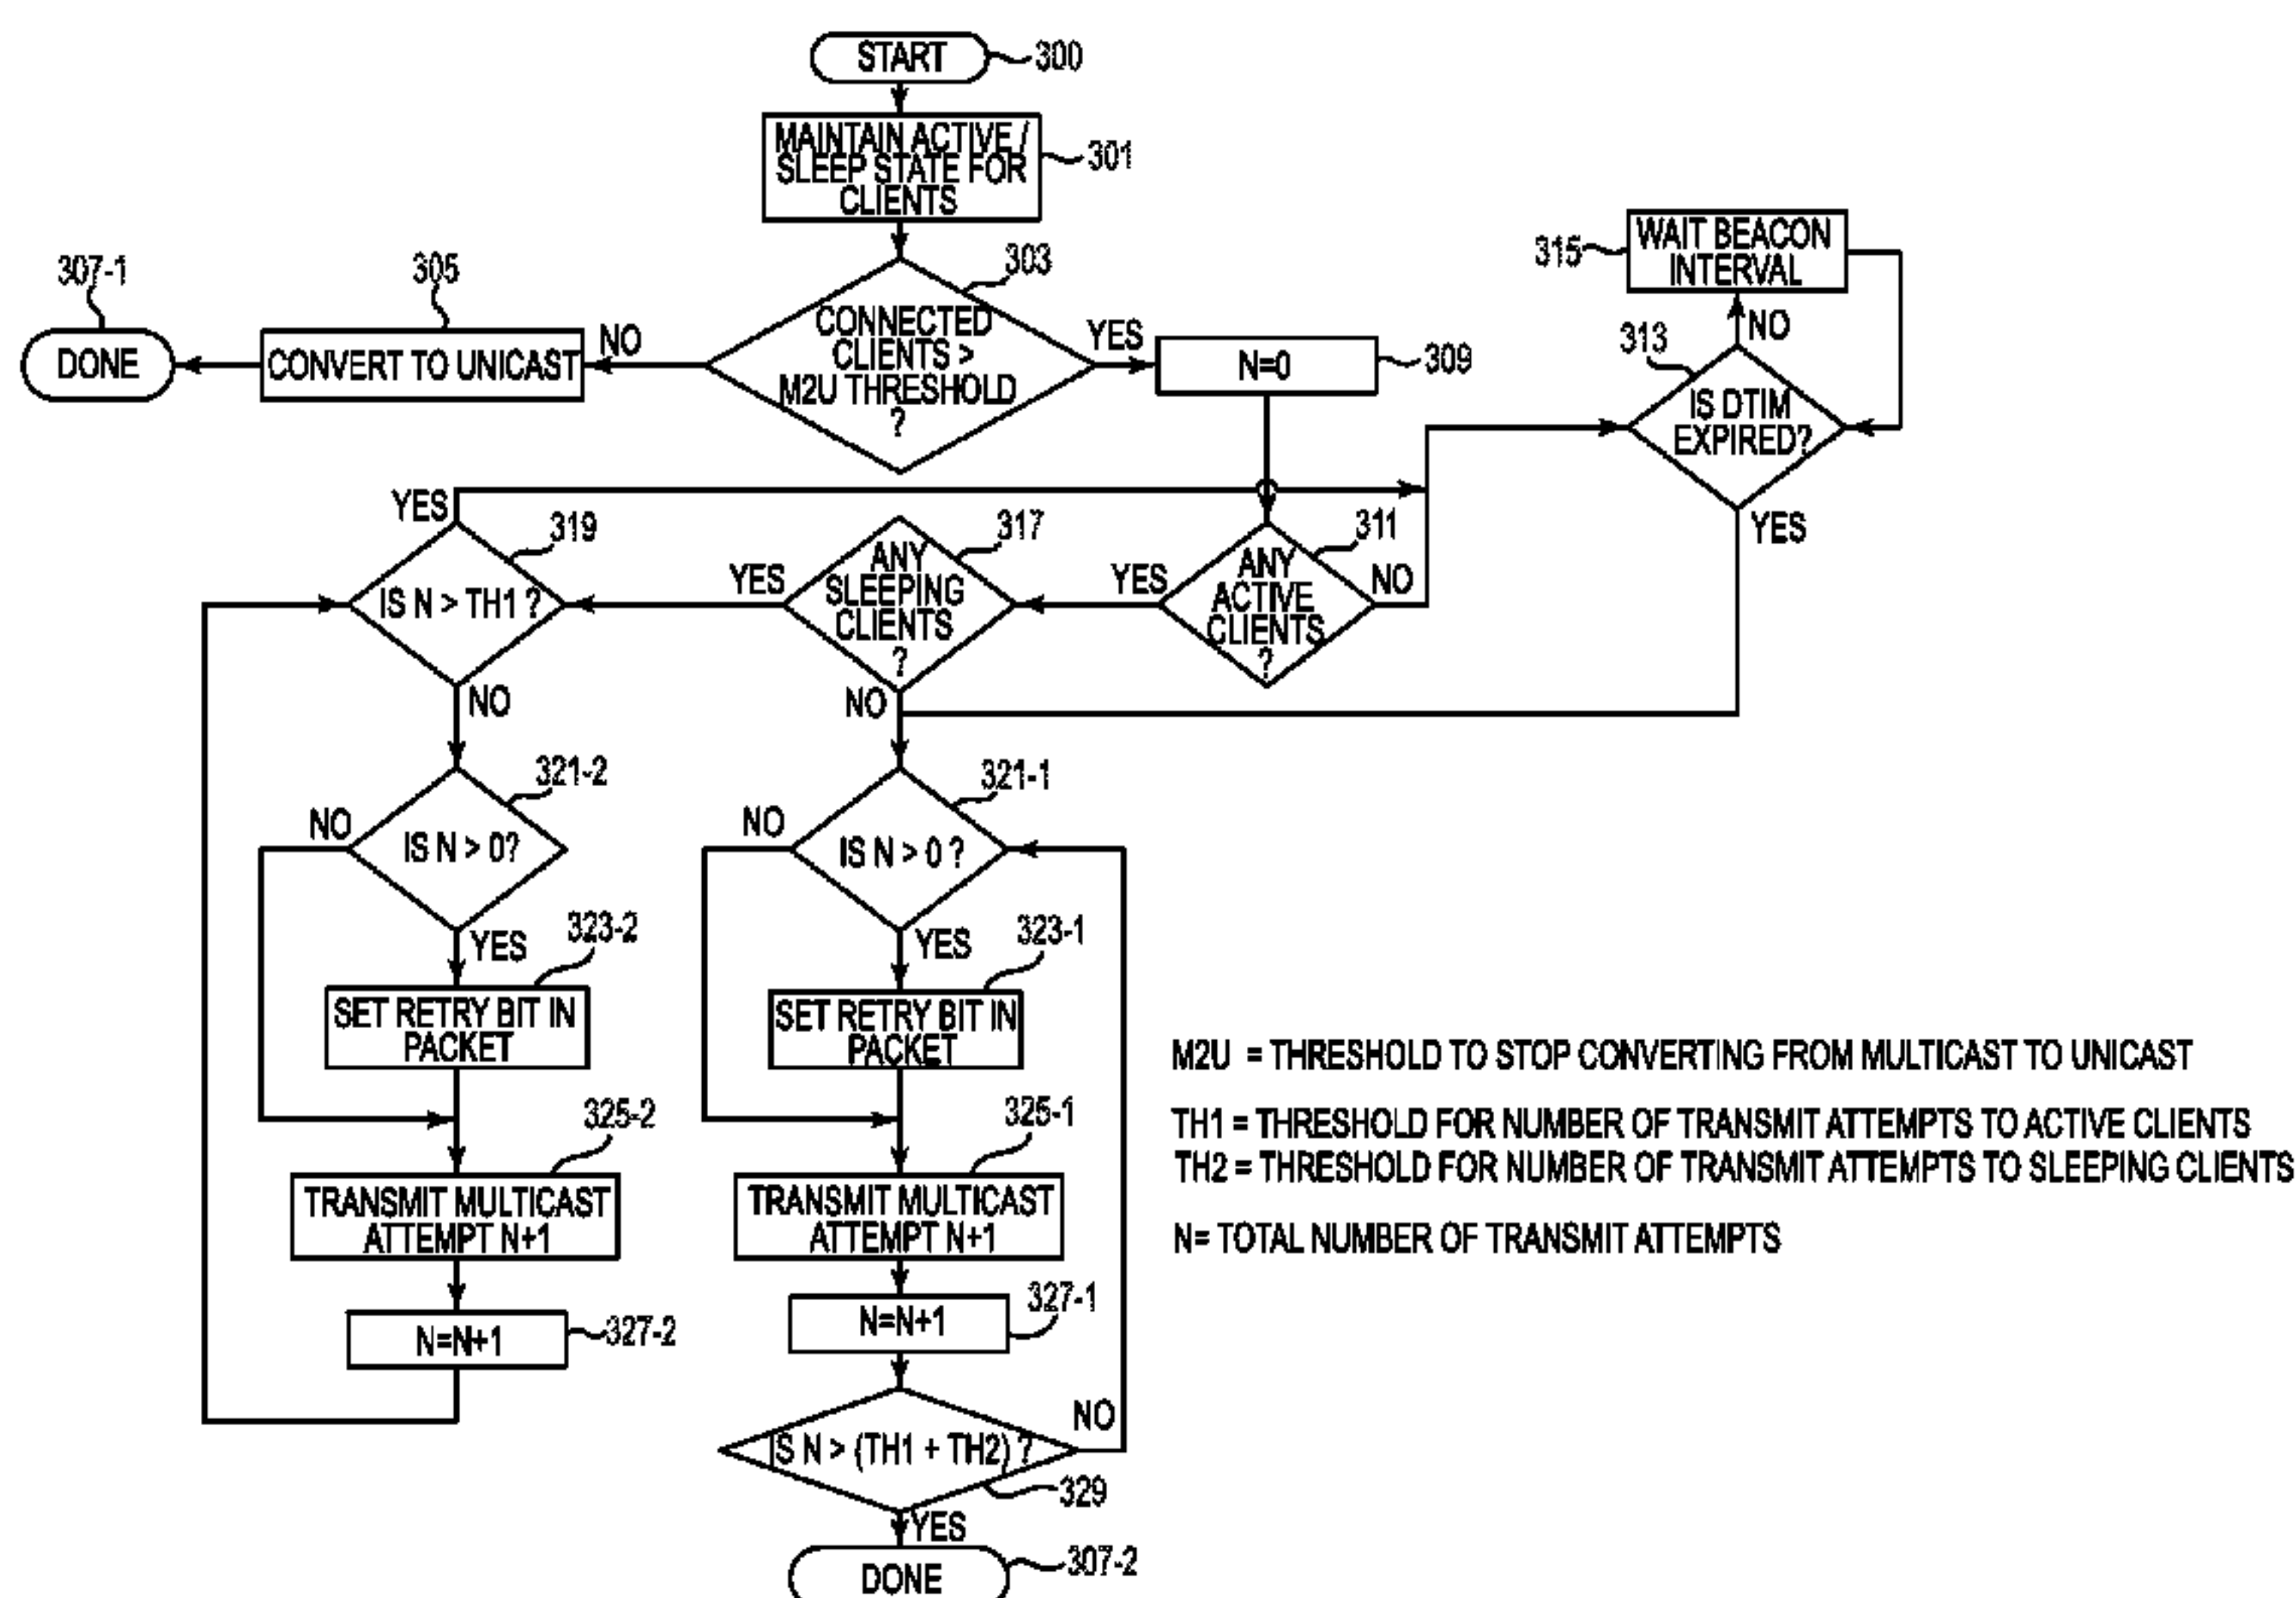 START
300
MAINTAIN ACTIVE /
SLEEP STATE FOR
CLIENTS
301
303
CONNECTED
CLIENTS >
M2U THRESHOLD
?
NO
305
CONVERT TO UNICAST
307-1
DONE
YES
N=0
309
315
WAIT BEACON
INTERVAL
NO
313
IS DTIM
EXPIRED?
YES
311
ANY
ACTIVE
CLIENTS
?
NO
YES
317
ANY
SLEEPING
CLIENTS
?
YES
NO
YES
319
IS N > TH1 ?
NO
321-2
IS N > 0?
NO
YES
323-2
SET RETRY BIT IN
PACKET
325-2
TRANSMIT MULTICAST
ATTEMPT N+1
N=N+1
327-2
321-1
IS N > 0 ?
NO
YES
323-1
SET RETRY BIT IN
PACKET
325-1
TRANSMIT MULTICAST
ATTEMPT N+1
327-1
N=N+1
IS N > (TH1 + TH2) ?
NO
329
YES
DONE
307-2
M2U = THRESHOLD TO STOP CONVERTING FROM MULTICAST TO UNICAST
TH1 = THRESHOLD FOR NUMBER OF TRANSMIT ATTEMPTS TO ACTIVE CLIENTS
TH2 = THRESHOLD FOR NUMBER OF TRANSMIT ATTEMPTS TO SLEEPING CLIENTS
N= TOTAL NUMBER OF TRANSMIT ATTEMPTS